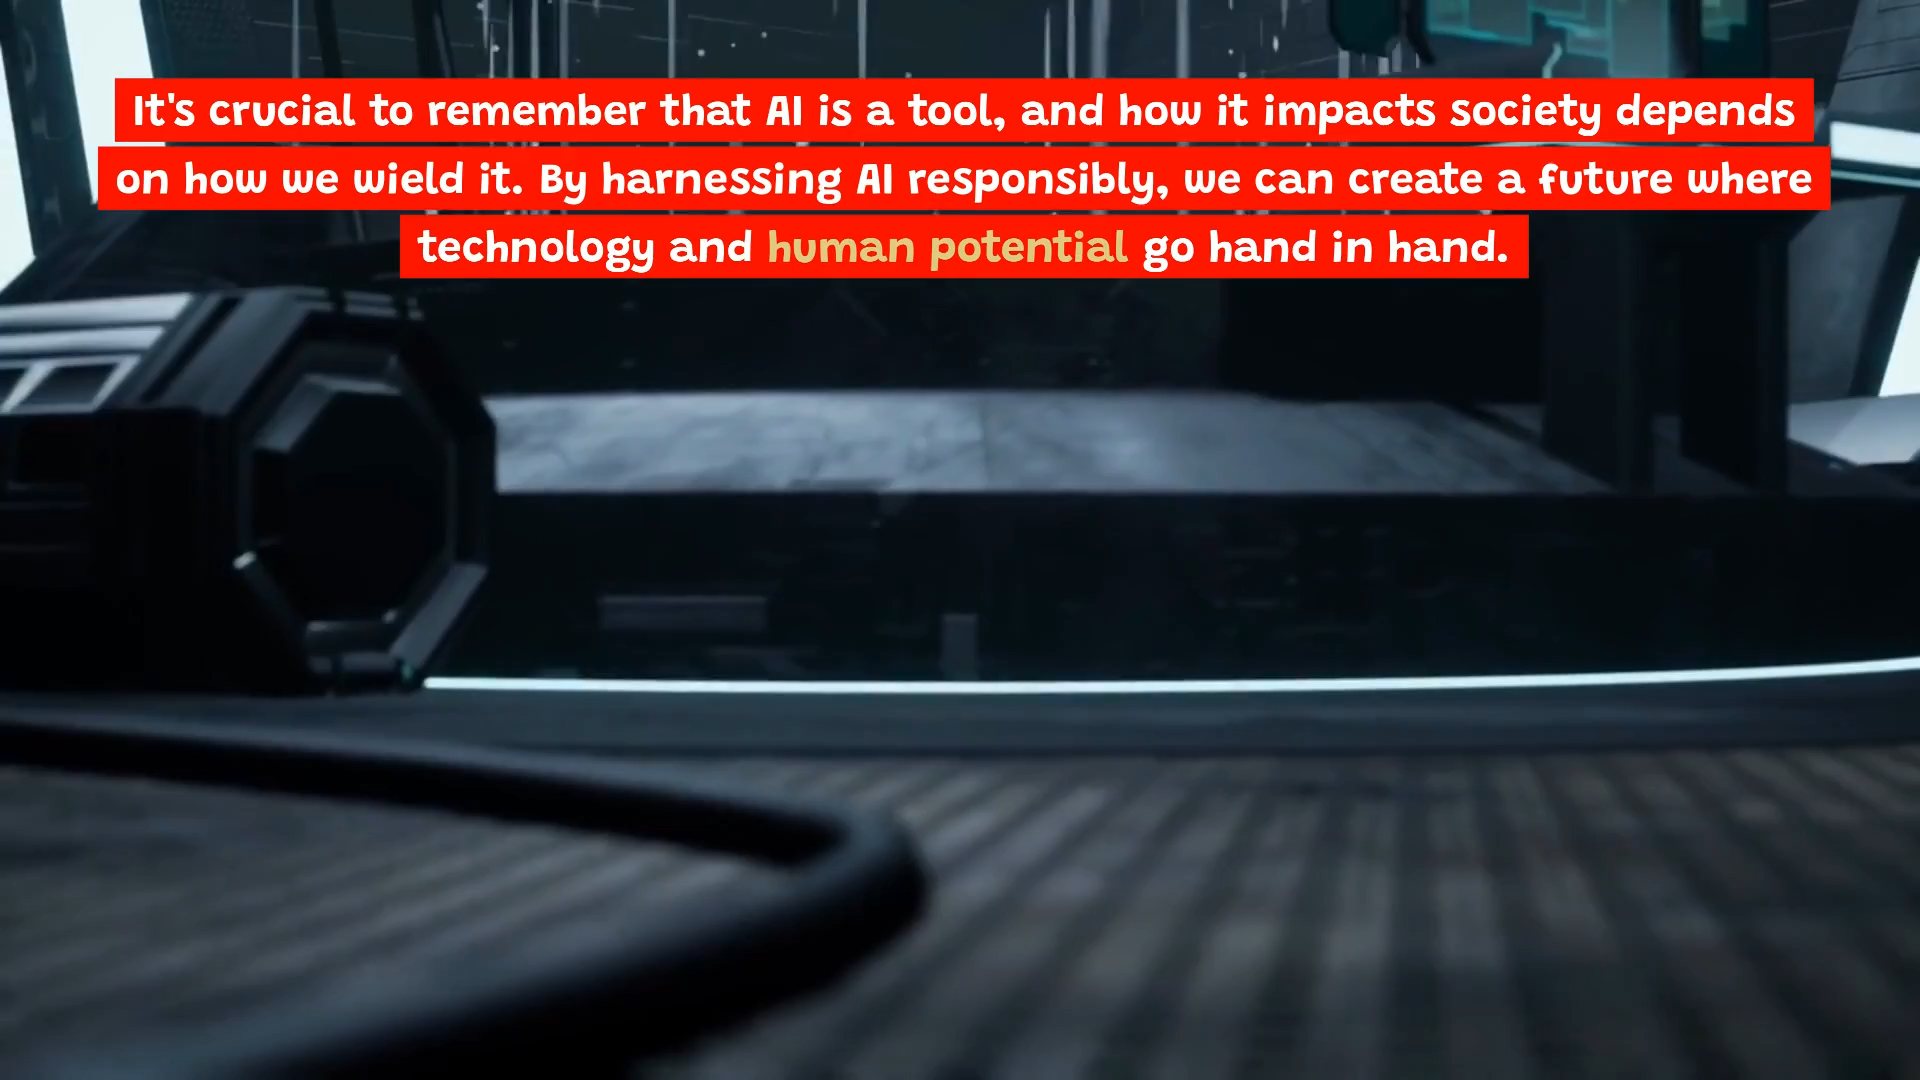 It's crucial to remember that AI is a tool, and how it impacts society depends
on how we wield it. By harnessing AI responsibly, we can create a future where
technology and human potential go hand in hand.